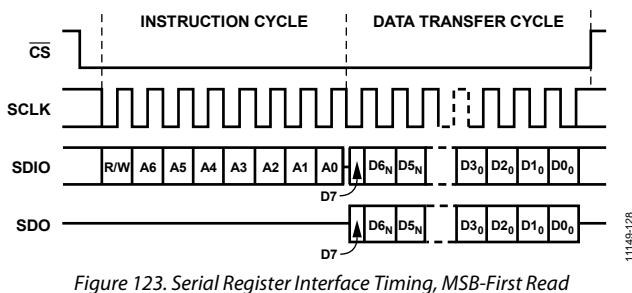 INSTRUCTION CYCLE DATA TRANSFER CYCLE
CS
SCLK
SDIO R/W A6 A5 A4 A3 A2 A1 A0 D6N D5N D30 D20 D10 D00
D7
SDO D6N D5N D30 D20 D10 D00
D7
11149-128
Figure 123. Serial Register Interface Timing, MSB-First Read